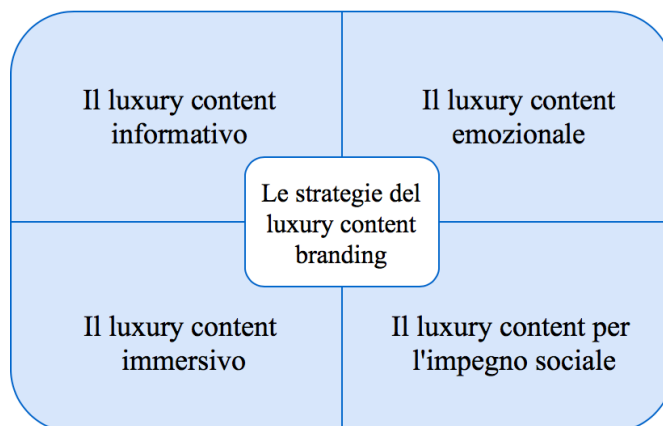 Il luxury content
informativo
Il luxury content
emozionale
Le strategie del
luxury content
branding
Il luxury content
immersivo
Il luxury content per
l'impegno sociale